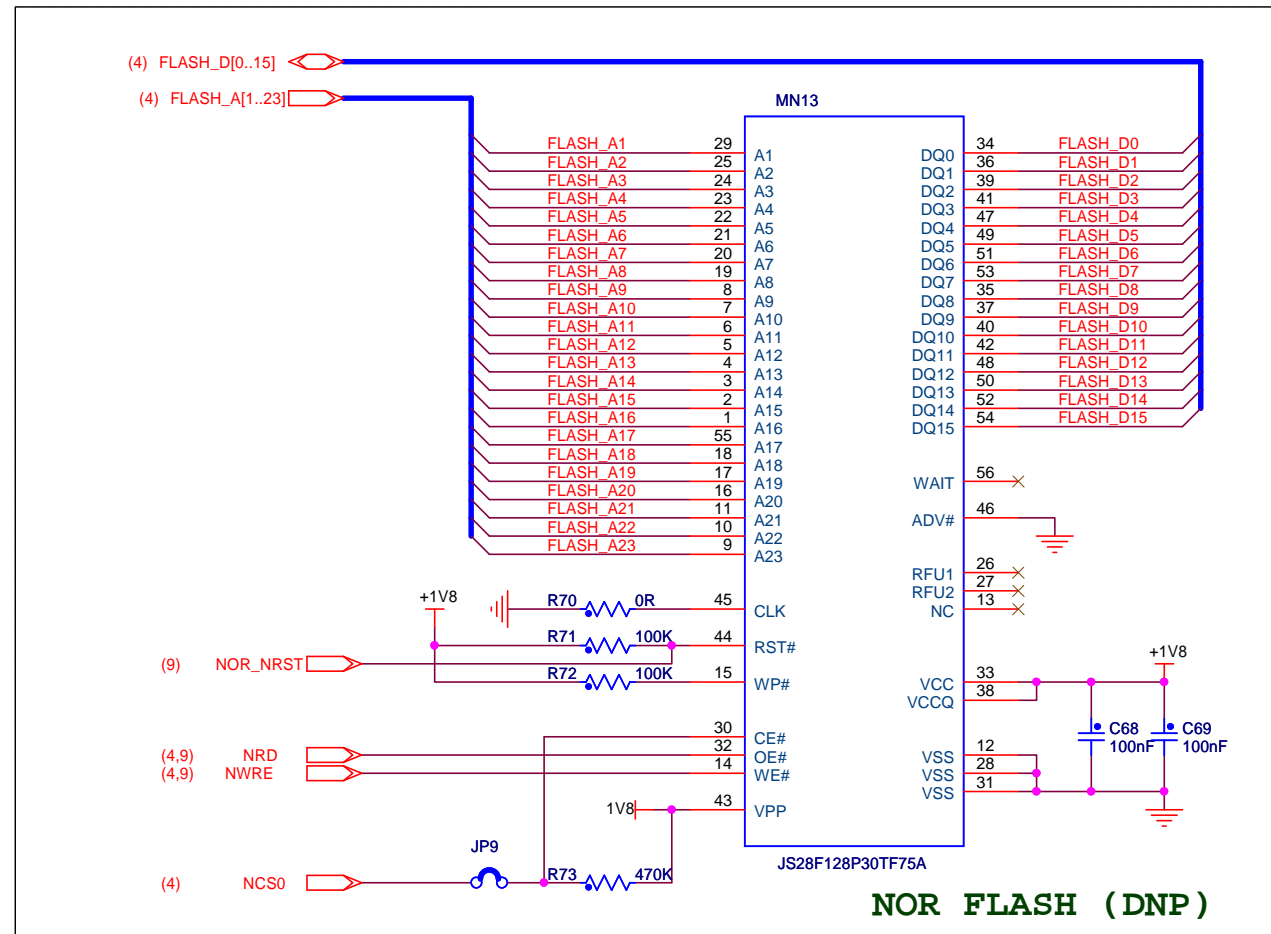 (4) FLASH_D[0..15]
(4) FLASH_A[1..23]
MN13
FLASH_A1 29 A1 DQ0 34 FLASH_D0
FLASH_A2 25 A2 DQ1 36 FLASH_D1
FLASH_A3 24 A3 DQ2 39 FLASH_D2
FLASH_A4 23 A4 DQ3 41 FLASH_D3
FLASH_A5 22 A5 DQ4 47 FLASH_D4
FLASH_A6 21 A6 DQ5 49 FLASH_D5
FLASH_A7 20 A7 DQ6 51 FLASH_D6
FLASH_A8 19 A8 DQ7 53 FLASH_D7
FLASH_A9 8 A9 DQ8 35 FLASH_D8
FLASH_A10 7 A10 DQ9 37 FLASH_D9
FLASH_A11 6 A11 DQ10 40 FLASH_D10
FLASH_A12 5 A12 DQ11 42 FLASH_D11
FLASH_A13 4 A13 DQ12 48 FLASH_D12
FLASH_A14 3 A14 DQ13 50 FLASH_D13
FLASH_A15 2 A15 DQ14 52 FLASH_D14
FLASH_A16 1 A16 DQ15 54 FLASH_D15
FLASH_A17 55 A17
FLASH_A18 18 A18
FLASH_A19 17 A19 WAIT 56
FLASH_A20 16 A20
FLASH_A21 11 A21 ADV# 46
FLASH_A22 10 A22
FLASH_A23 9 A23
RFU1 26
RFU2 27
NC 13
+1V8
R70 0R 45 CLK
R71 100K 44 RST#
(9) NOR_NRST
R72 100K 15 WP#
+1V8
VCC 33
VCCQ 38
C68 100nF
C69 100nF
30 CE#
(4,9) NRD 32 OE#
(4,9) NWRE 14 WE#
VSS 12
VSS 28
VSS 31
1V8 43 VPP
JP9
(4) NCS0
R73 470K
JS28F128P30TF75A
NOR FLASH (DNP)